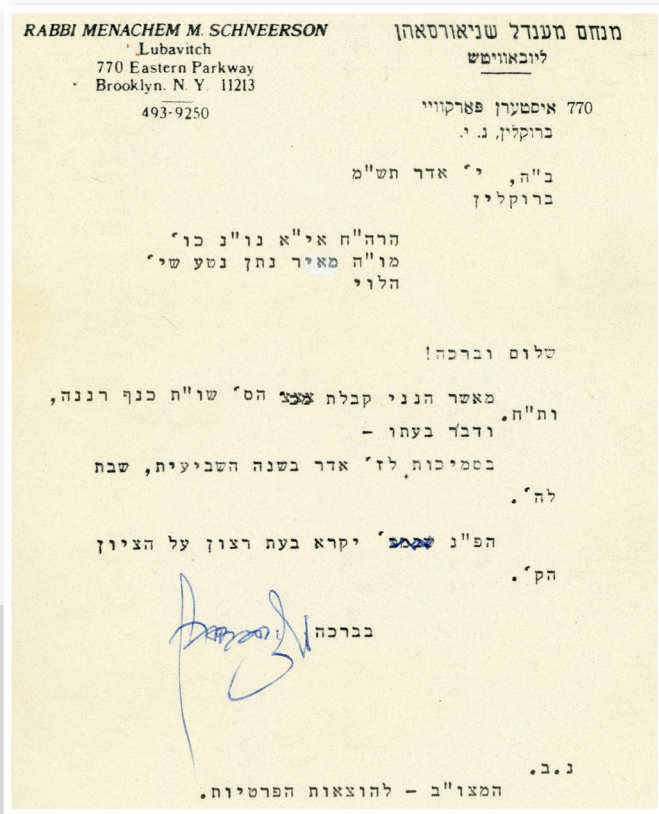 RABBI MENACHEM M. SCHNEERSON
Lubavitch
770 Eastern Parkway
Brooklyn, N. Y. 11213
493-9250
מנחם מענדל שניאורסאהן
ליובאוויטש
770 איסטערן פארקוויי
ברוקלין, נ. י.
ב"ה, י' אדר תש"מ
ברוקלין
הרה"ח אי"א נו"נ כו'
מו"ה מאיר נתן נטע שי'
הלוי
שלום וברכה!
מאשר הנני קבלת הס' שו"ת כנף רננה,
ות"ח.
ודבר בעתו –
בסמיכות לז' אדר בשנה השביעית, שבת
לה'.
הפ"נ יקרא בעת רצון על הציון
הק'.
בברכה
נ.ב.
המצו"ב – להוצאות הפרטיות.